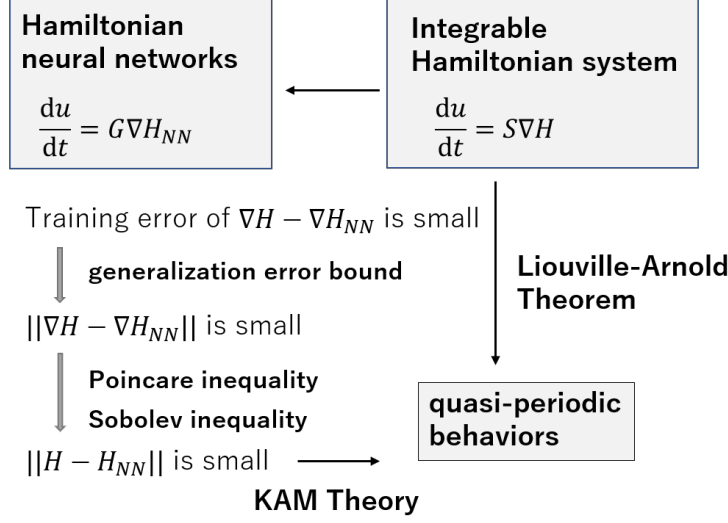 Hamiltonian
neural networks
du/dt = G∇H_NN
Integrable
Hamiltonian system
du/dt = S∇H
Training error of ∇H − ∇H_NN is small
generalization error bound
||∇H − ∇H_NN|| is small
Poincare inequality
Sobolev inequality
||H − H_NN|| is small
KAM Theory
Liouville-Arnold
Theorem
quasi-periodic
behaviors